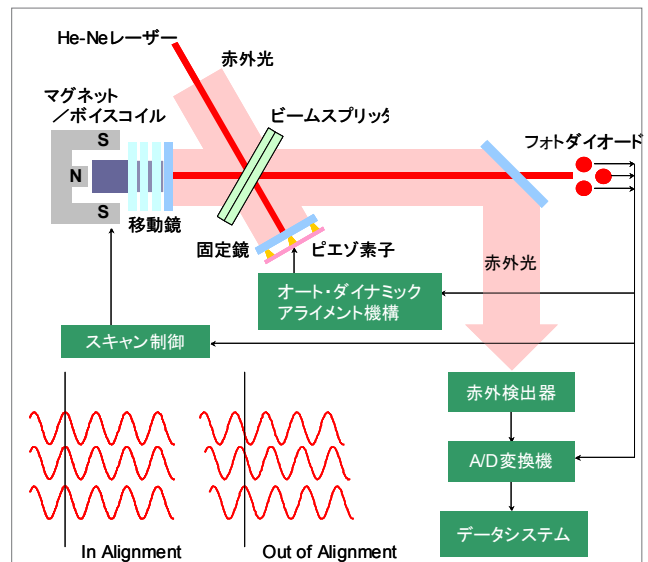 He-Neレーザー
赤外光
マグネット
／ボイスコイル
ビームスプリッタ
フォトダイオード
S
N
S
移動鏡
固定鏡
ピエゾ素子
赤外光
オート・ダイナミック
アライメント機構
スキャン制御
赤外検出器
A/D変換機
データシステム
In Alignment
Out of Alignment